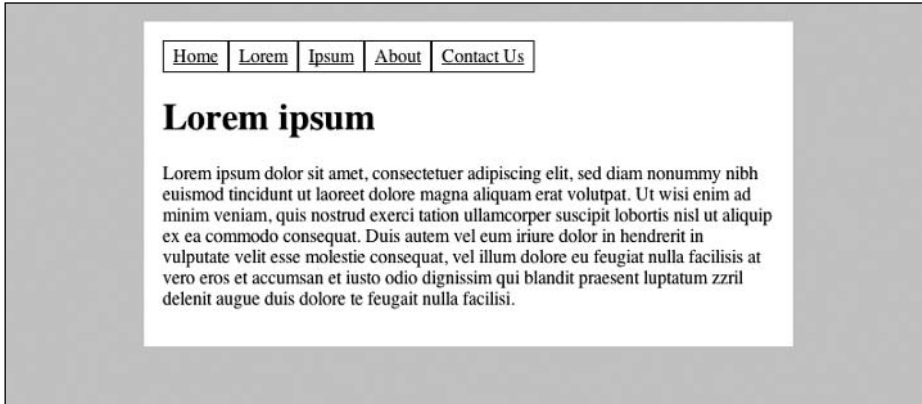 Home Lorem Ipsum About Contact Us
Lorem ipsum
Lorem ipsum dolor sit amet, consectetuer adipiscing elit, sed diam nonummy nibh
euismod tincidunt ut laoreet dolore magna aliquam erat volutpat. Ut wisi enim ad
minim veniam, quis nostrud exerci tation ullamcorper suscipit lobortis nisl ut aliquip
ex ea commodo consequat. Duis autem vel eum iriure dolor in hendrerit in
vulputate velit esse molestie consequat, vel illum dolore eu feugiat nulla facilisis at
vero eros et accumsan et iusto odio dignissim qui blandit praesent luptatum zzril
delenit augue duis dolore te feugait nulla facilisi.